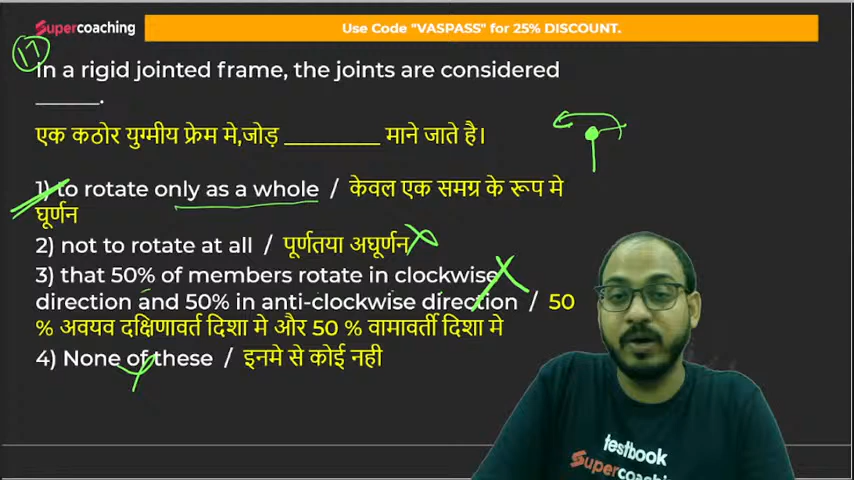 Supercoaching
Use Code "VASPASS" for 25% DISCOUNT.
17
In a rigid jointed frame, the joints are considered
______.
एक कठोर युग्मीय फ्रेम मे,जोड़ _________ माने जाते है।
1) to rotate only as a whole / केवल एक समग्र के रूप मे
घूर्णन
2) not to rotate at all / पूर्णतया अघूर्णन
3) that 50% of members rotate in clockwise
direction and 50% in anti-clockwise direction / 50
% अवयव दक्षिणावर्त दिशा मे और 50 % वामावर्ती दिशा मे
4) None of these / इनमे से कोई नही
testbook
Supercoac